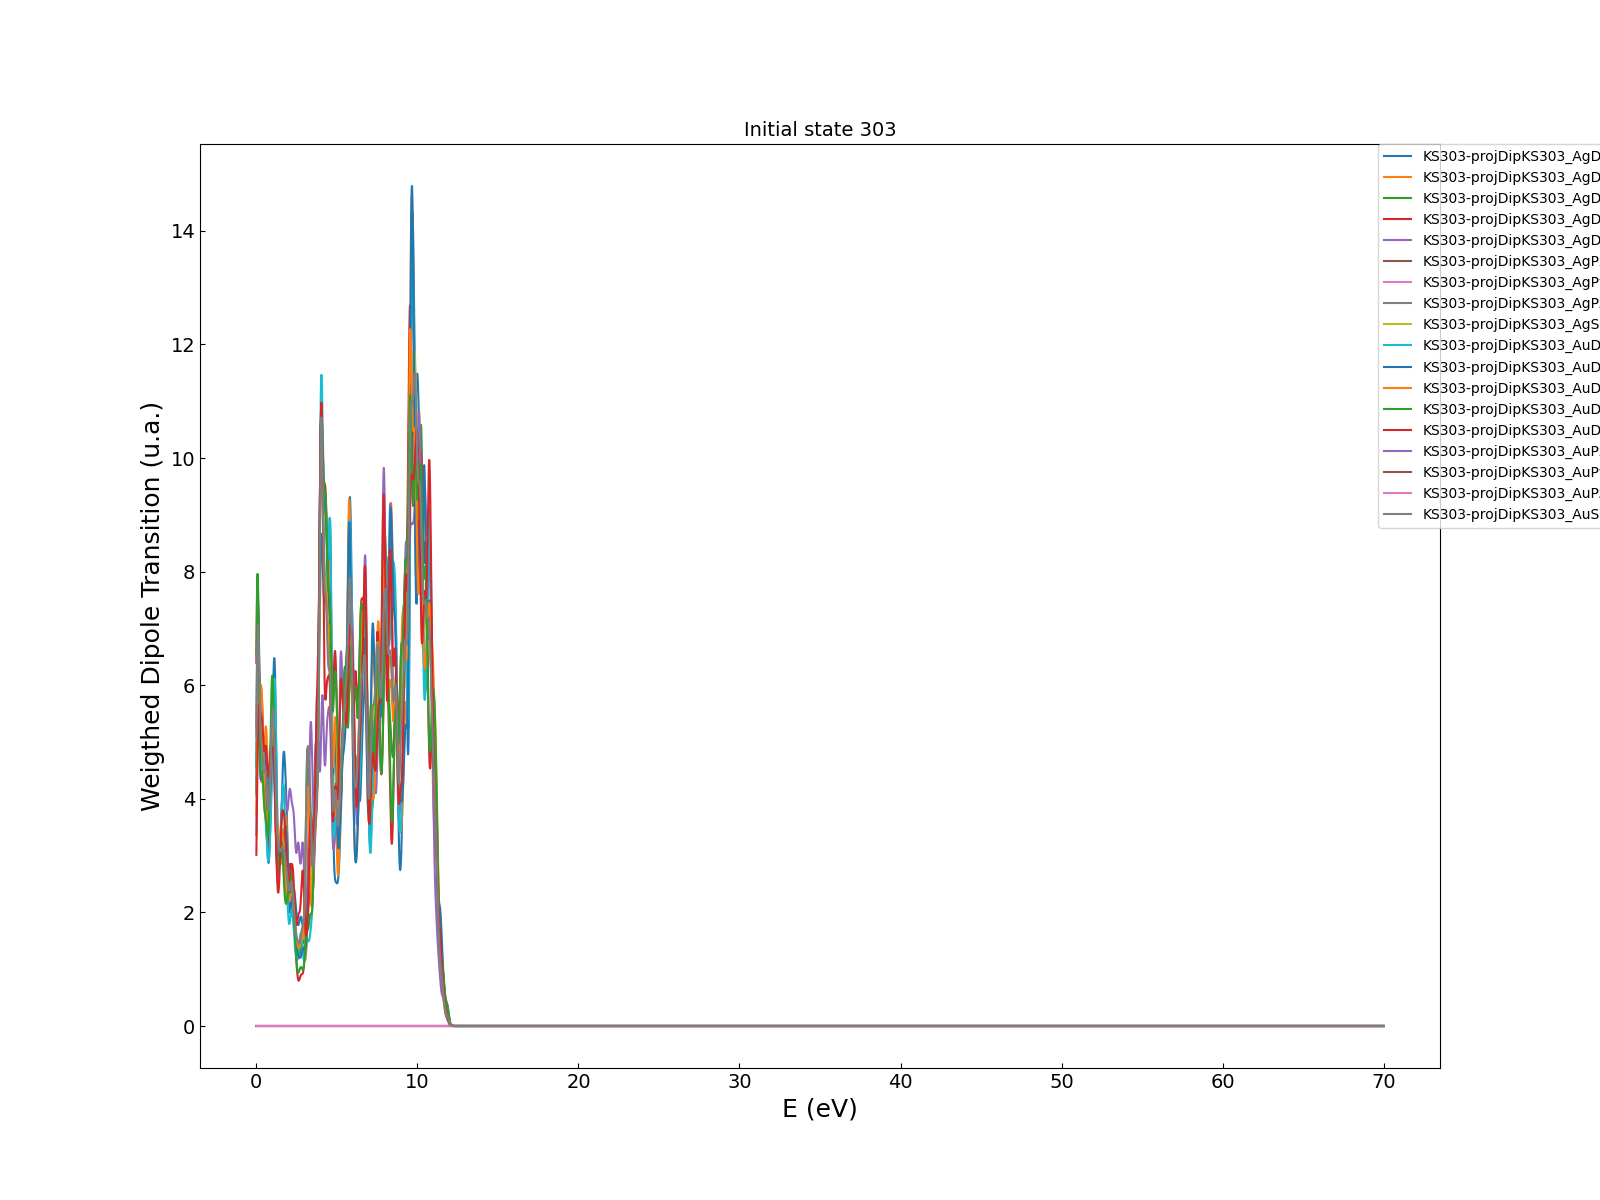 Initial state 303
Weigthed Dipole Transition (u.a.)
14
12
10
8
6
4
2
0
0 10 20 30 40 50 60 70
E (eV)
KS303-projDipKS303_AgD
KS303-projDipKS303_AgD
KS303-projDipKS303_AgD
KS303-projDipKS303_AgD
KS303-projDipKS303_AgD
KS303-projDipKS303_AgP
KS303-projDipKS303_AgP
KS303-projDipKS303_AgP
KS303-projDipKS303_AgS
KS303-projDipKS303_AuD
KS303-projDipKS303_AuD
KS303-projDipKS303_AuD
KS303-projDipKS303_AuD
KS303-projDipKS303_AuD
KS303-projDipKS303_AuP
KS303-projDipKS303_AuP
KS303-projDipKS303_AuP
KS303-projDipKS303_AuS